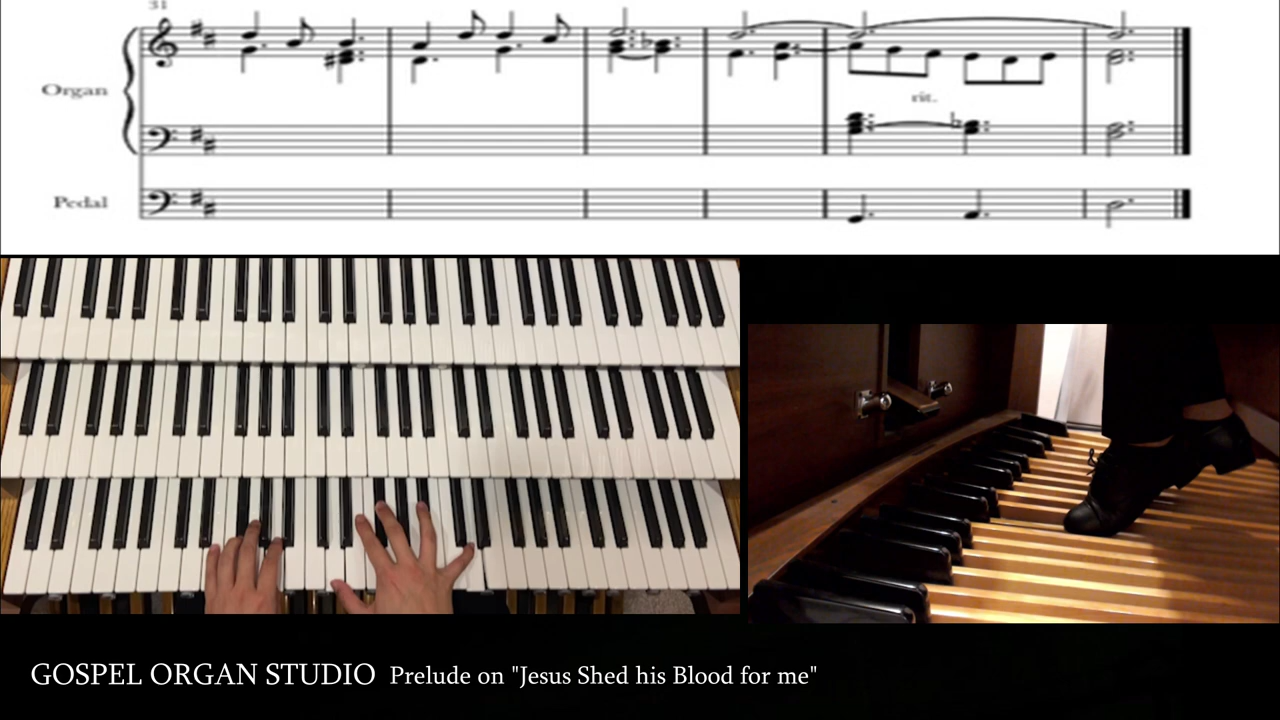 31
Organ
rit.
Pedal
GOSPEL ORGAN STUDIO Prelude on "Jesus Shed his Blood for me"